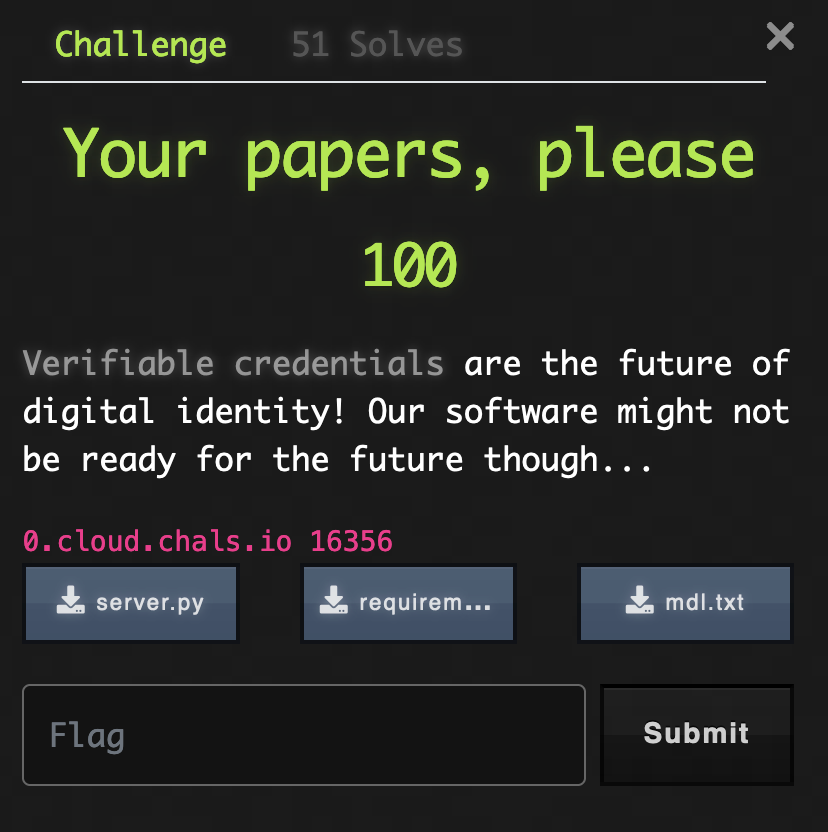 Challenge 51 Solves
Your papers, please
100
Verifiable credentials are the future of
digital identity! Our software might not
be ready for the future though...
0.cloud.chals.io 16356
server.py requirem... mdl.txt
Flag Submit